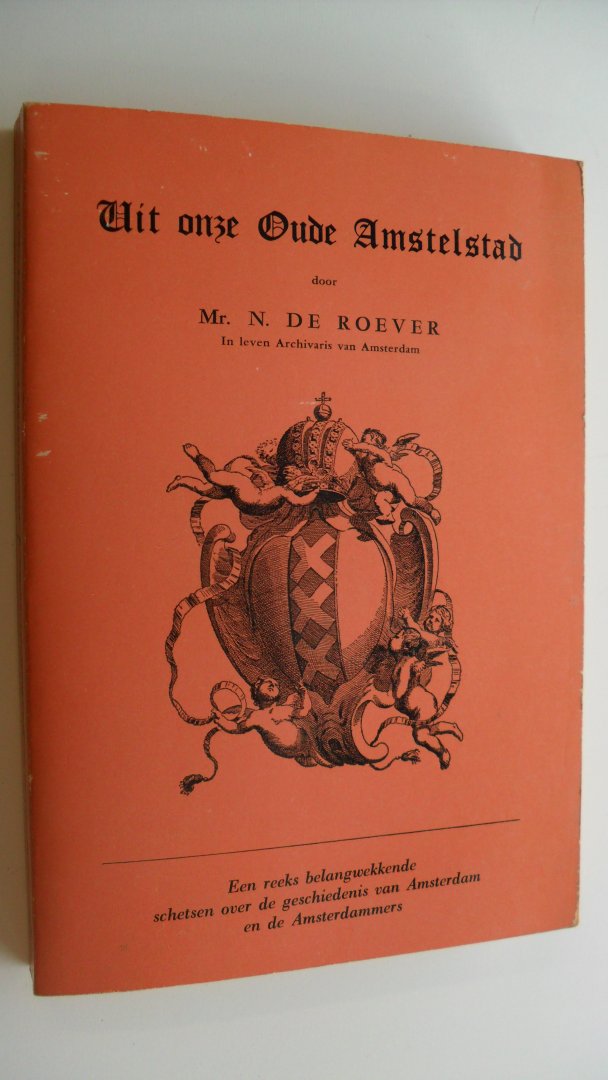 Uit onze Oude Amstelstad
door
Mr. N. DE ROEVER
In leven Archivaris van Amsterdam
Een reeks belangwekkende
schetsen over de geschiedenis van Amsterdam
en de Amsterdammers